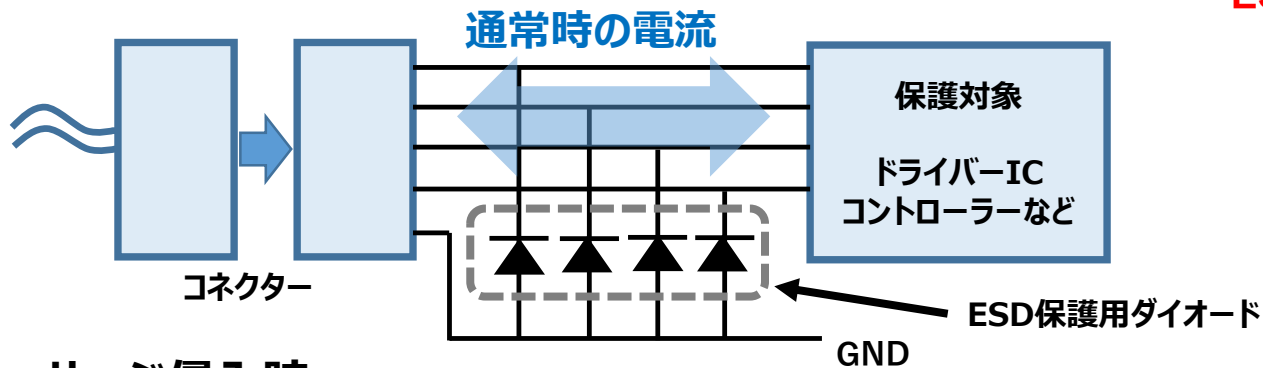 通常時の電流
保護対象
ドライバーIC
コントローラーなど
コネクター
ESD保護用ダイオード
GND